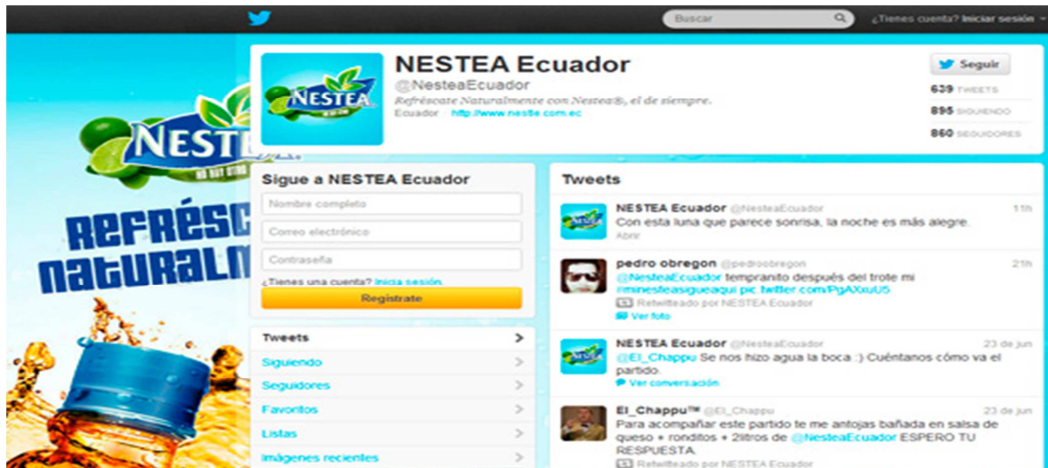 Buscar
¿Tienes cuenta? Iniciar sesión
NESTEA Ecuador
@NesteaEcuador
Refréscate Naturalmente con Nestea®, el de siempre.
Ecuador http://www.nestle.com.ec
Seguir
639 TWEETS
895 SIGUIENDO
860 SEGUIDORES
NESTEA
NESTE
NO HAY OTRO
REFRÉSC
NATURALM
Sigue a NESTEA Ecuador
Nombre completo
Correo electrónico
Contraseña
¿Tienes una cuenta? Inicia sesión.
Regístrate
Tweets
Siguiendo
Seguidores
Favoritos
Listas
Imágenes recientes
Tweets
NESTEA Ecuador @NesteaEcuador 11h
Con esta luna que parece sonrisa, la noche es más alegre.
Abrir
pedro obregon @pedroobregon 21h
@NesteaEcuador tempranito después del trote mi
#minesteasigueaqui pic.twitter.com/PgAXxuU5
Retwitteado por NESTEA Ecuador
Ver foto
NESTEA Ecuador @NesteaEcuador 23 de jun
@El_Chappu Se nos hizo agua la boca :) Cuéntanos cómo va el
partido.
Ver conversación
El_Chappu™ @El_Chappu 23 de jun
Para acompañar este partido te me antojas bañada en salsa de
queso + ronditos + 2litros de @NesteaEcuador ESPERO TU
RESPUESTA.
Retwitteado por NESTEA Ecuador